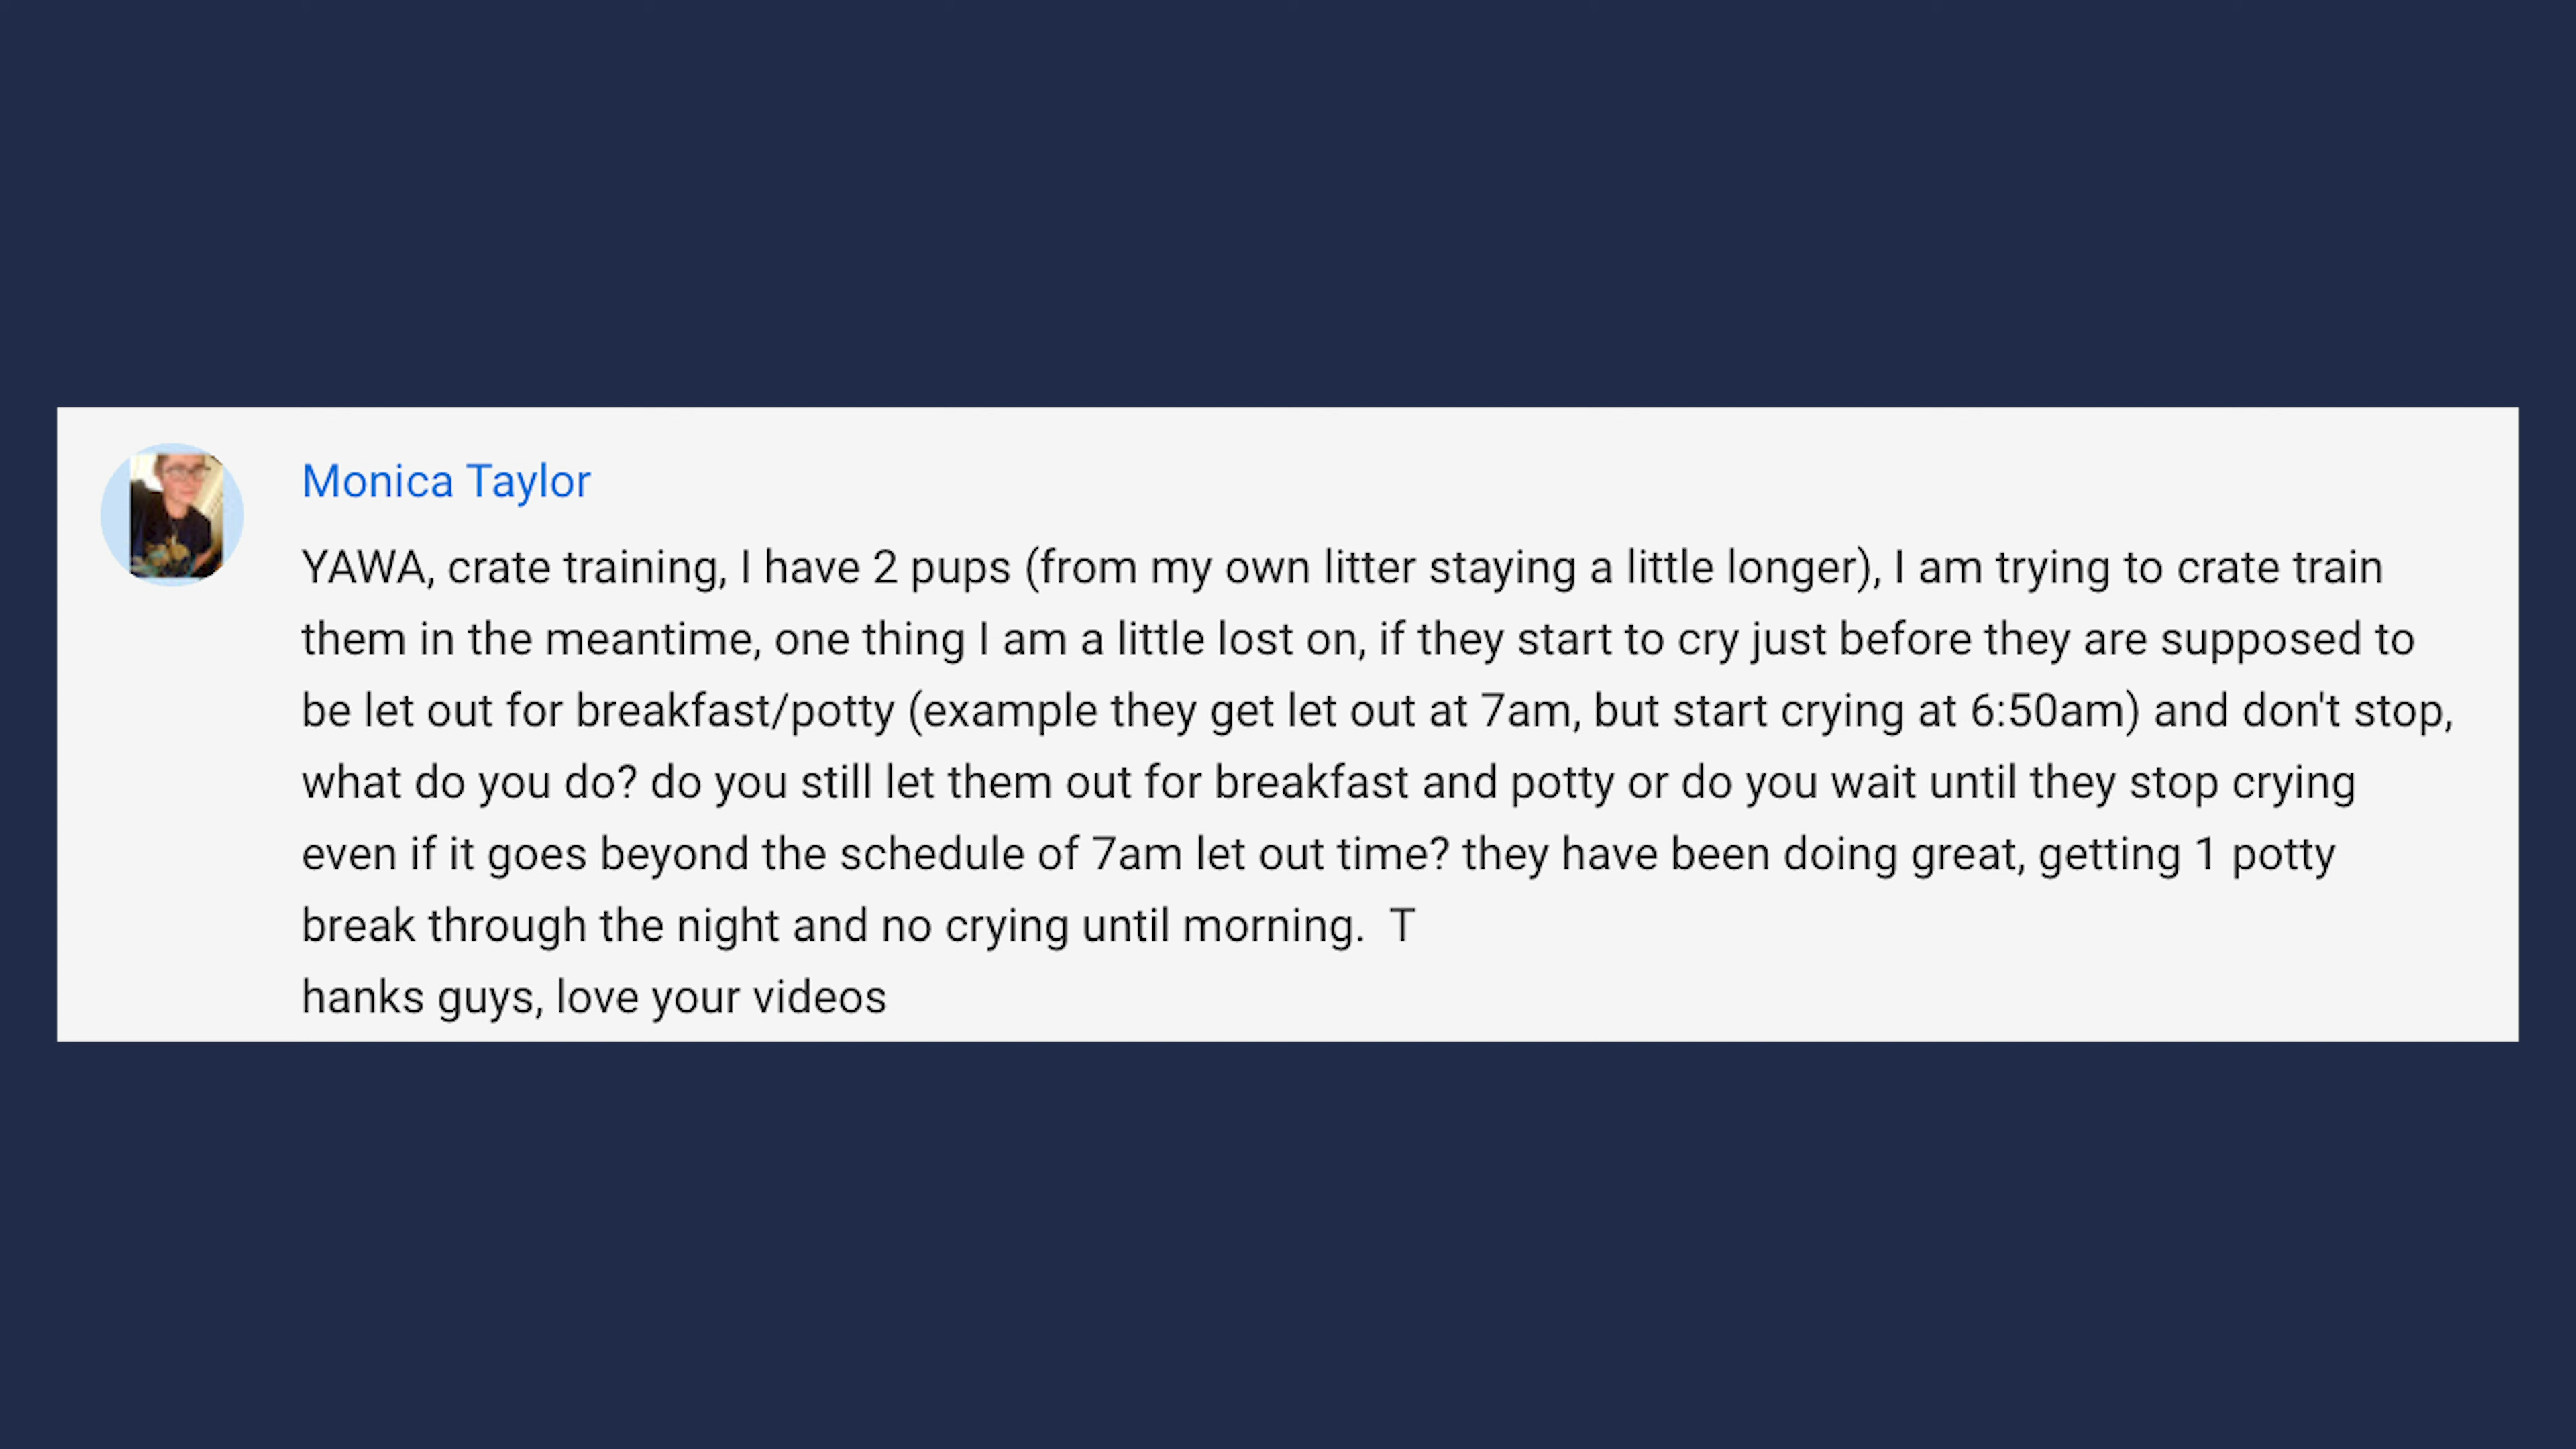 Monica Taylor
YAWA, crate training, I have 2 pups (from my own litter staying a little longer), I am trying to crate train
them in the meantime, one thing I am a little lost on, if they start to cry just before they are supposed to
be let out for breakfast/potty (example they get let out at 7am, but start crying at 6:50am) and don't stop,
what do you do? do you still let them out for breakfast and potty or do you wait until they stop crying
even if it goes beyond the schedule of 7am let out time? they have been doing great, getting 1 potty
break through the night and no crying until morning.  T
hanks guys, love your videos